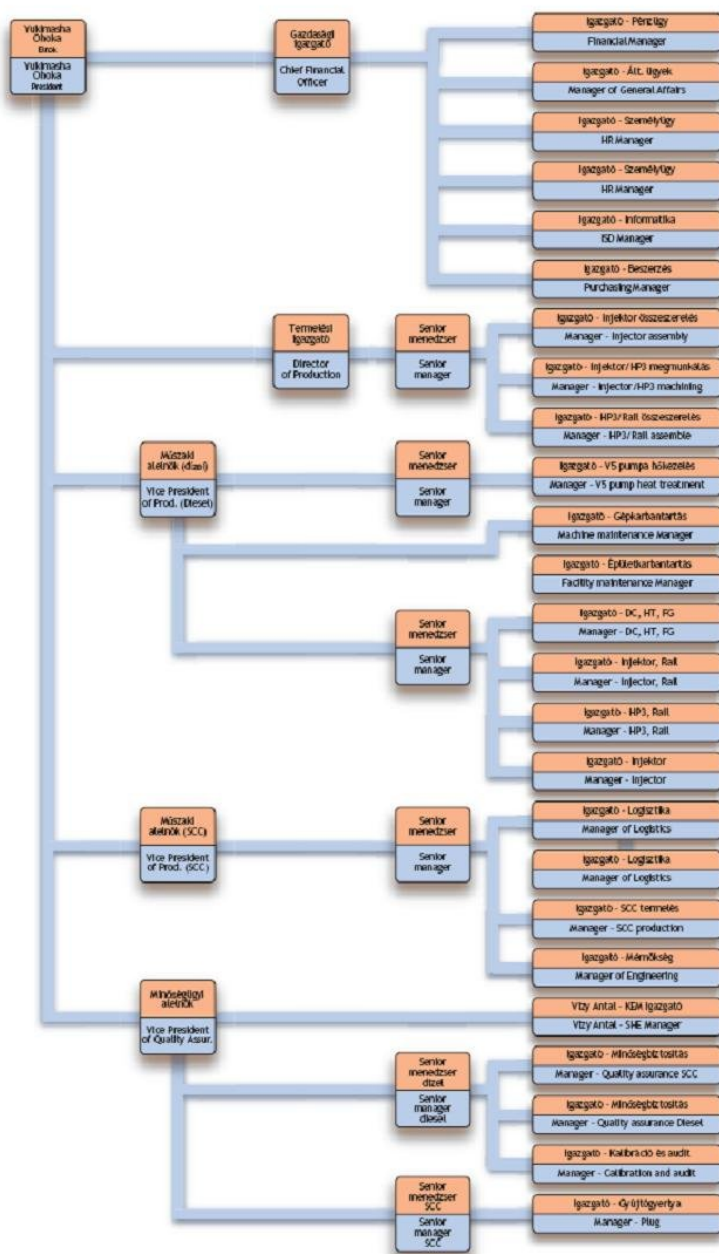 Yukimasha
Ohoka
Elnök
Yukimasha
Ohoka
President
Gazdasági
igazgató
Chief Financial
Officer
Igazgató - Pénzügy
Financial Manager
Igazgató - Ált. ügyek
Manager of General Affairs
Igazgató - Személyügy
HR Manager
Igazgató - Személyügy
HR Manager
Igazgató - Informatika
ISD Manager
Igazgató - Beszerzés
Purchasing Manager
Termelési
igazgató
Director
of Production
Senior
menedzser
Senior
manager
Igazgató - Injektor összeszerelés
Manager - Injector assembly
Igazgató - Injektor/HP3 megmunkálás
Manager - Injector/HP3 machining
Igazgató - HP3/Rail összeszerelés
Manager - HP3/Rail assemble
Műszaki
alelnök (dízel)
Vice President
of Prod. (Diesel)
Senior
menedzser
Senior
manager
Igazgató - V5 pumpa hőkezelés
Manager - V5 pump heat treatment
Igazgató - Gépkarbantartás
Machine maintenance Manager
Igazgató - Épületkarbantartás
Facility maintenance Manager
Senior
menedzser
Senior
manager
Igazgató - DC, HT, FG
Manager - DC, HT, FG
Igazgató - Injektor, Rail
Manager - Injector, Rail
Igazgató - HP3, Rail
Manager - HP3, Rail
Igazgató - Injektor
Manager - Injector
Műszaki
alelnök (SCC)
Vice President
of Prod. (SCC)
Senior
menedzser
Senior
manager
Igazgató - Logisztika
Manager of Logistics
Igazgató - Logisztika
Manager of Logistics
Igazgató - SCC termelés
Manager - SCC production
Igazgató - Mérnökség
Manager of Engineering
Minőségügyi
alelnök
Vice President
of Quality Assur.
Vizy Antal - KEM igazgató
Vizy Antal - SHE Manager
Senior
menedzser
dízel
Senior
manager
diesel
Igazgató - Minőségbiztosítás
Manager - Quality assurance SCC
Igazgató - Minőségbiztosítás
Manager - Quality assurance Diesel
Igazgató - Kalibráció és audit
Manager - Calibration and audit
Senior
menedzser
SCC
Senior
manager
SCC
Igazgató - Gyújtógyertya
Manager - Plug